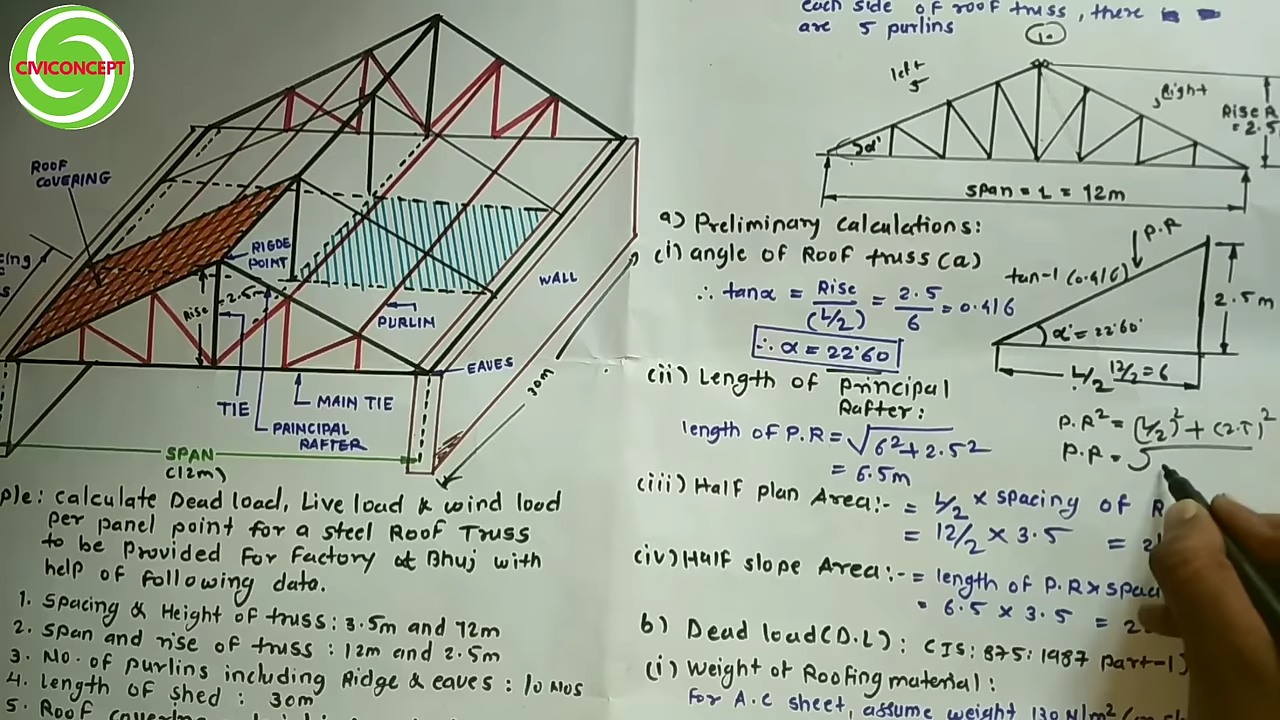 CIVICONCEPT
ROOF
COVERING
RIGDE
POINT
Rise
2.5m
PURLIN
WALL
EAVES
30m
TIE
MAIN TIE
PRINCIPAL
RAFTER
SPAN
(12m)
ple: calculate Dead load, Live load & wind load
per panel point for a steel Roof Truss
to be provided for factory at Bhuj with
help of following data.
1. Spacing & Height of truss: 3.5m and 12m
2. Span and rise of truss : 12m and 2.5m
3. No. of purlins including Ridge & eaves : 10 Nos
4. Length of shed : 30m
5. Roof
each side of roof truss, there
are 5 purlins
10
left
5
Right
5
Rise R
= 2.5
α
span = L = 12m
a) Preliminary calculations:
(i) angle of Roof truss (a)
∴ tanα = Rise / (L/2) = 2.5 / 6 = 0.416
∴ α = 22.60
P.R
tan-1 (0.416)
2.5m
α = 22.60
L/2 12/2 = 6
(ii) Length of Principal
Rafter:
length of P.R = √6²+2.5²
= 6.5m
P.R² = (L/2)² + (2.5)²
P.R =
(iii) Half plan Area:- = L/2 × spacing of R
= 12/2 × 3.5 = 2
(iv) Half slope Area:- = length of P.R × spac
= 6.5 × 3.5 = 2
b) Dead load (D.L): (IS: 875: 1987 part-1)
(i) weight of Roofing material:
for A.C sheet, assume weight 130 N/m²